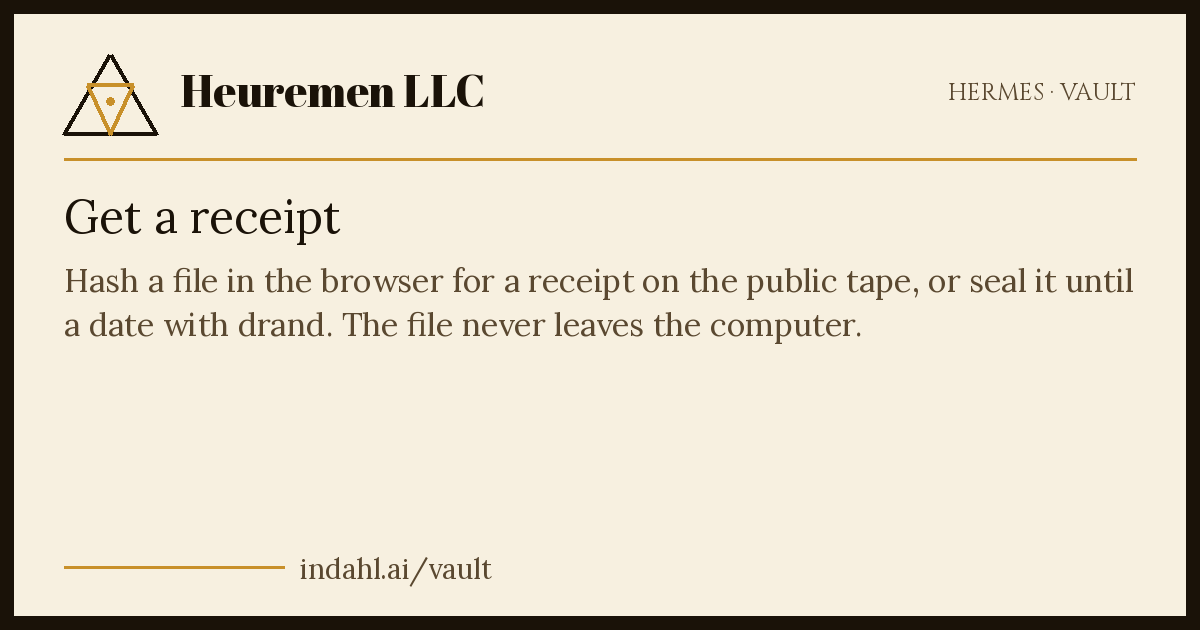 Heuremen LLC
HERMES · VAULT
Get a receipt
Hash a file in the browser for a receipt on the public tape, or seal it until
a date with drand. The file never leaves the computer.
indahl.ai/vault